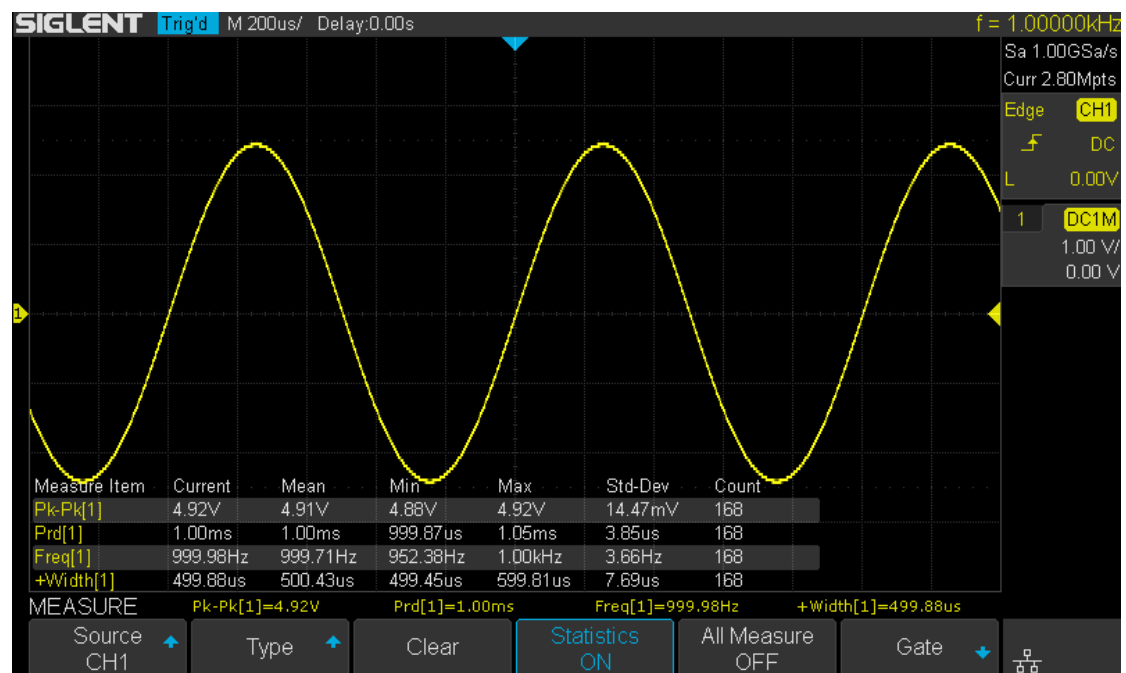 SIGLENT Trig'd M 200us/ Delay:0.00s f = 1.00000kHz
Sa 1.00GSa/s
Curr 2.80Mpts
Edge CH1
DC
L 0.00V
1 DC1M
1.00 V/
0.00 V
1
Measure Item Current Mean Min Max Std-Dev Count
Pk-Pk[1] 4.92V 4.91V 4.88V 4.92V 14.47mV 168
Prd[1] 1.00ms 1.00ms 999.87us 1.05ms 3.85us 168
Freq[1] 999.98Hz 999.71Hz 952.38Hz 1.00kHz 3.66Hz 168
+Width[1] 499.88us 500.43us 499.45us 599.81us 7.69us 168
MEASURE Pk-Pk[1]=4.92V Prd[1]=1.00ms Freq[1]=999.98Hz +Width[1]=499.88us
Source Type Clear Statistics All Measure Gate
CH1 ON OFF